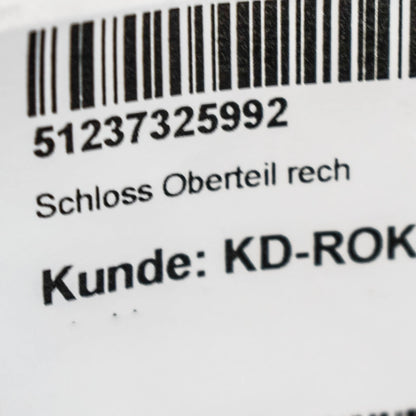 51237325992
Schloss Oberteil rech
Kunde: KD-ROK